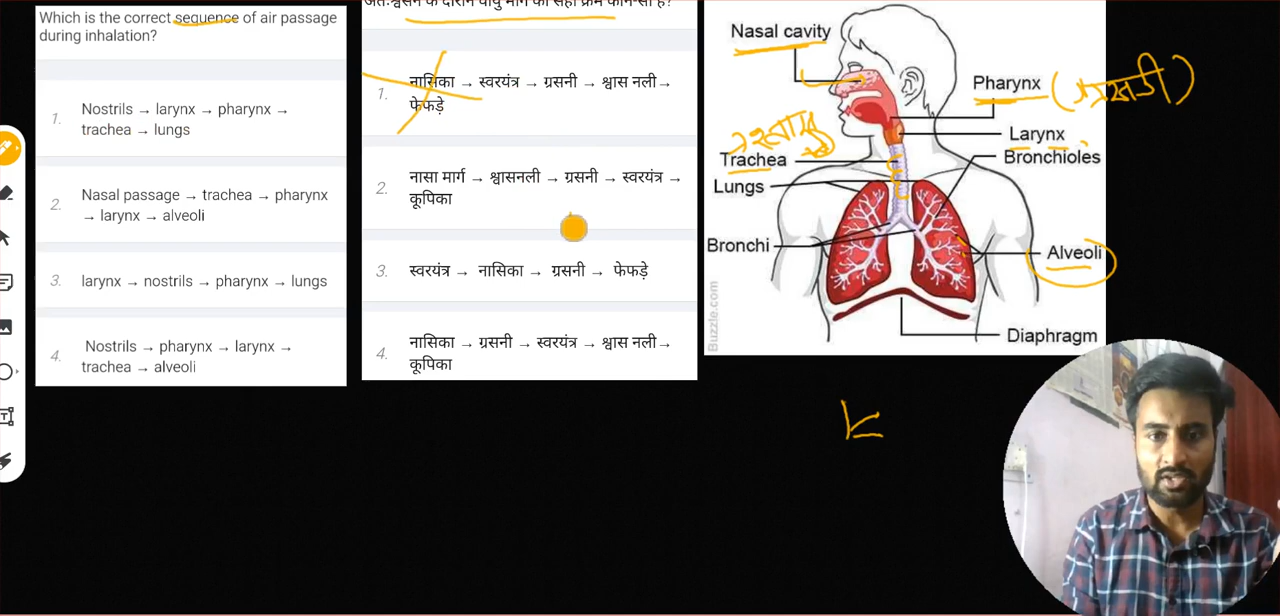 Which is the correct sequence of air passage
during inhalation?
1.
Nostrils → larynx → pharynx →
trachea → lungs
2.
Nasal passage → trachea → pharynx
→ larynx → alveoli
3.
larynx → nostrils → pharynx → lungs
4.
Nostrils → pharynx → larynx →
trachea → alveoli
अंतःश्वसन के दौरान वायु मार्ग का सही क्रम कौन-सा है?
1.
नासिका → स्वरयंत्र → ग्रसनी → श्वास नली →
फेफड़े
2.
नासा मार्ग → श्वासनली → ग्रसनी → स्वरयंत्र →
कूपिका
3.
स्वरयंत्र → नासिका → ग्रसनी → फेफड़े
4.
नासिका → ग्रसनी → स्वरयंत्र → श्वास नली →
कूपिका
Nasal cavity
Pharynx
Larynx
Trachea
Bronchioles
Lungs
Bronchi
Alveoli
Diaphragm
Buzzle.com